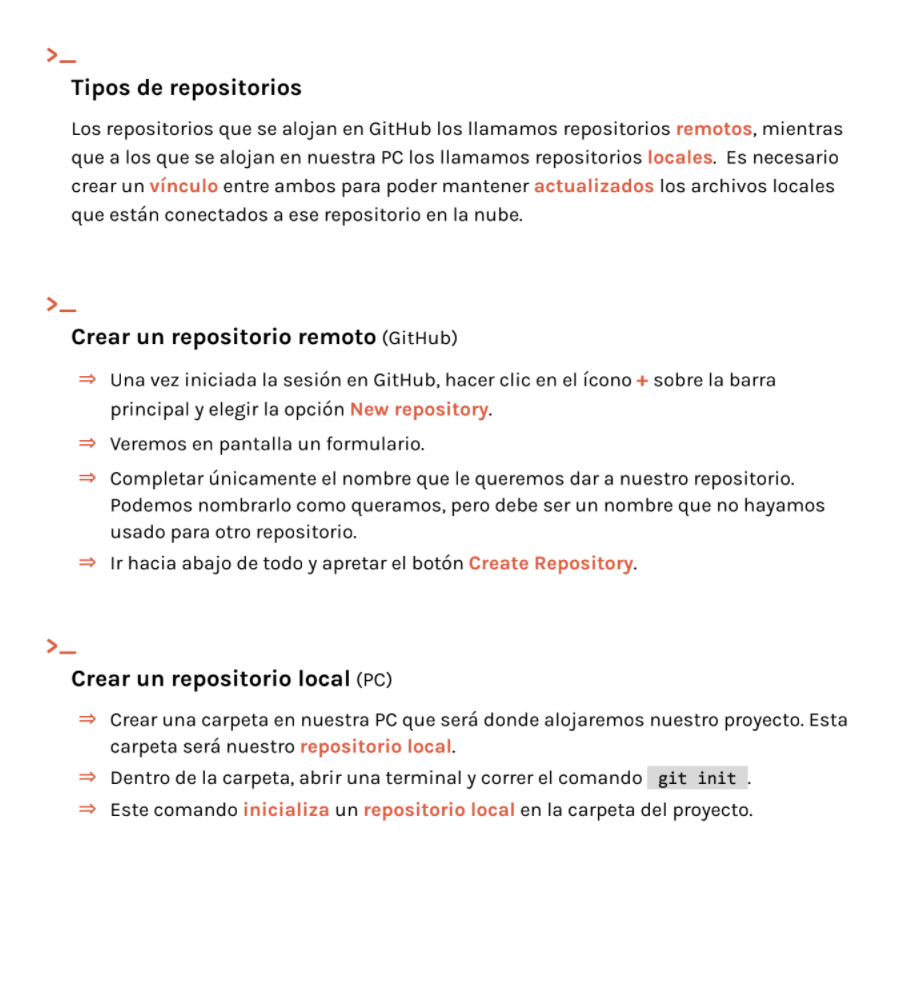 >_
Tipos de repositorios
Los repositorios que se alojan en GitHub los llamamos repositorios remotos, mientras
que a los que se alojan en nuestra PC los llamamos repositorios locales.  Es necesario
crear un vínculo entre ambos para poder mantener actualizados los archivos locales
que están conectados a ese repositorio en la nube.
>_
Crear un repositorio remoto (GitHub)
⇒ Una vez iniciada la sesión en GitHub, hacer clic en el ícono + sobre la barra
principal y elegir la opción New repository.
⇒ Veremos en pantalla un formulario.
⇒ Completar únicamente el nombre que le queremos dar a nuestro repositorio.
Podemos nombrarlo como queramos, pero debe ser un nombre que no hayamos
usado para otro repositorio.
⇒ Ir hacia abajo de todo y apretar el botón Create Repository.
>_
Crear un repositorio local (PC)
⇒ Crear una carpeta en nuestra PC que será donde alojaremos nuestro proyecto. Esta
carpeta será nuestro repositorio local.
⇒ Dentro de la carpeta, abrir una terminal y correr el comando git init .
⇒ Este comando inicializa un repositorio local en la carpeta del proyecto.